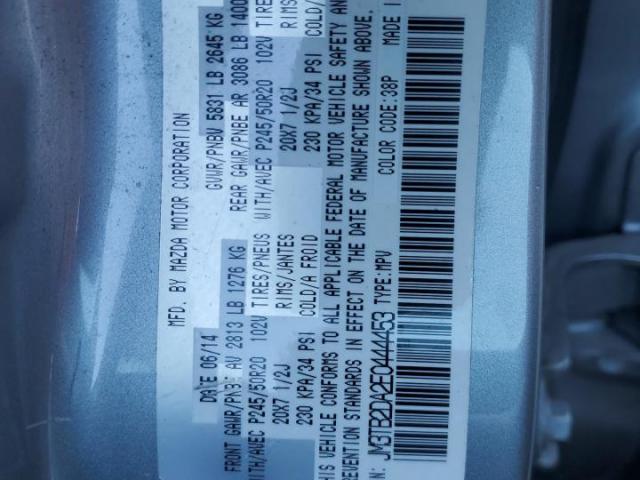 MFD. BY MAZDA MOTOR CORPORATION
06/14 GVWR/PNBV 5831 LB 2645 KG
FRONT GAWR/PNBE AV 2813 LB 1276 KG REAR GAWR/PNBE AR 3086 LB 1400
WITH/AVEC P245/50R20 102V TIRES/PNEUS WITH/AVEC P245/50R20 102V TIRES
20X7 1/2J RIMS/JANTES 20X7 1/2J RIMS
230 KPA/34 PSI COLD/A FROID 230 KPA/34 PSI COLD/
THIS VEHICLE CONFORMS TO ALL APPLICABLE FEDERAL MOTOR VEHICLE SAFETY AN
PREVENTION STANDARDS IN EFFECT ON THE DATE OF MANUFACTURE SHOWN ABOVE.
N: JM3TB2DA2E0444453 TYPE:MPV COLOR CODE:38P MADE I